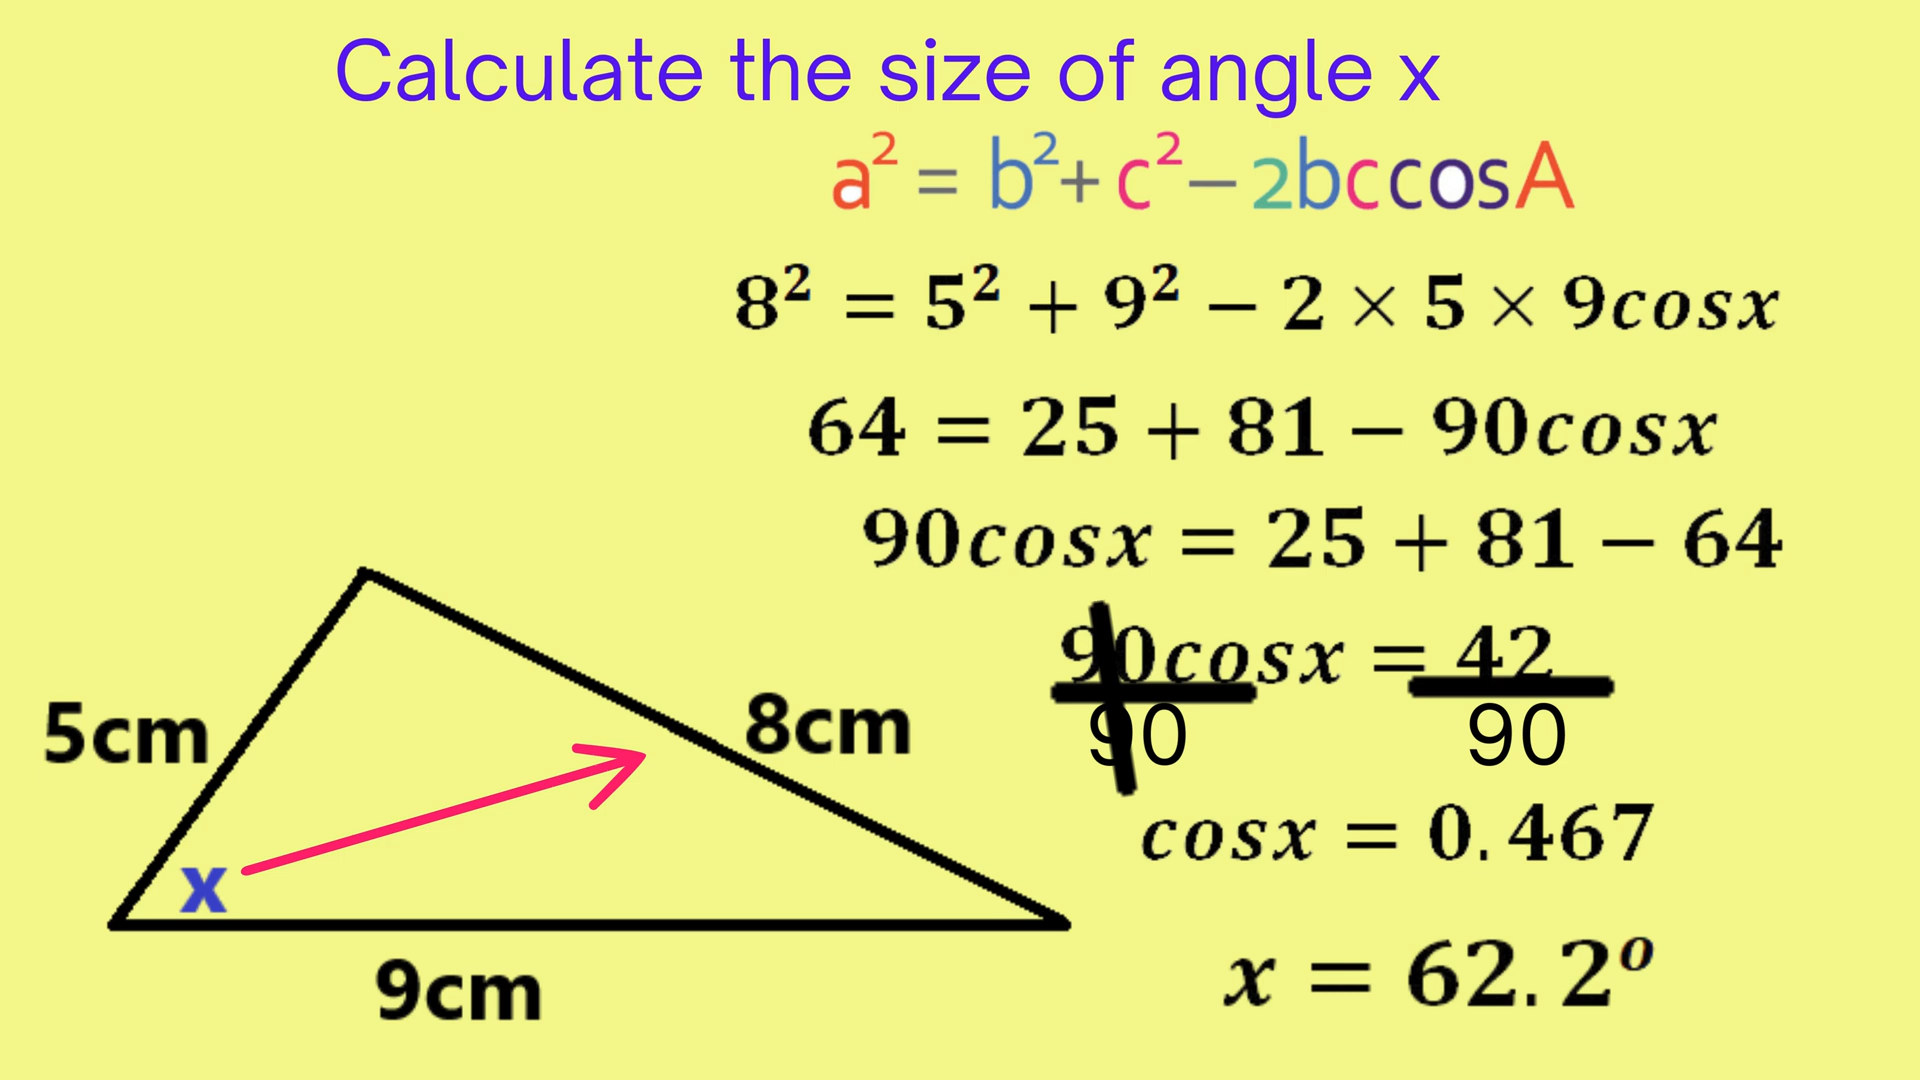 Calculate the size of angle x
a² = b² + c² − 2bccosA
8² = 5² + 9² − 2 × 5 × 9cosx
64 = 25 + 81 − 90cosx
90cosx = 25 + 81 − 64
90cosx = 42
90 90
cosx = 0.467
x = 62.2°
5cm
8cm
x
9cm